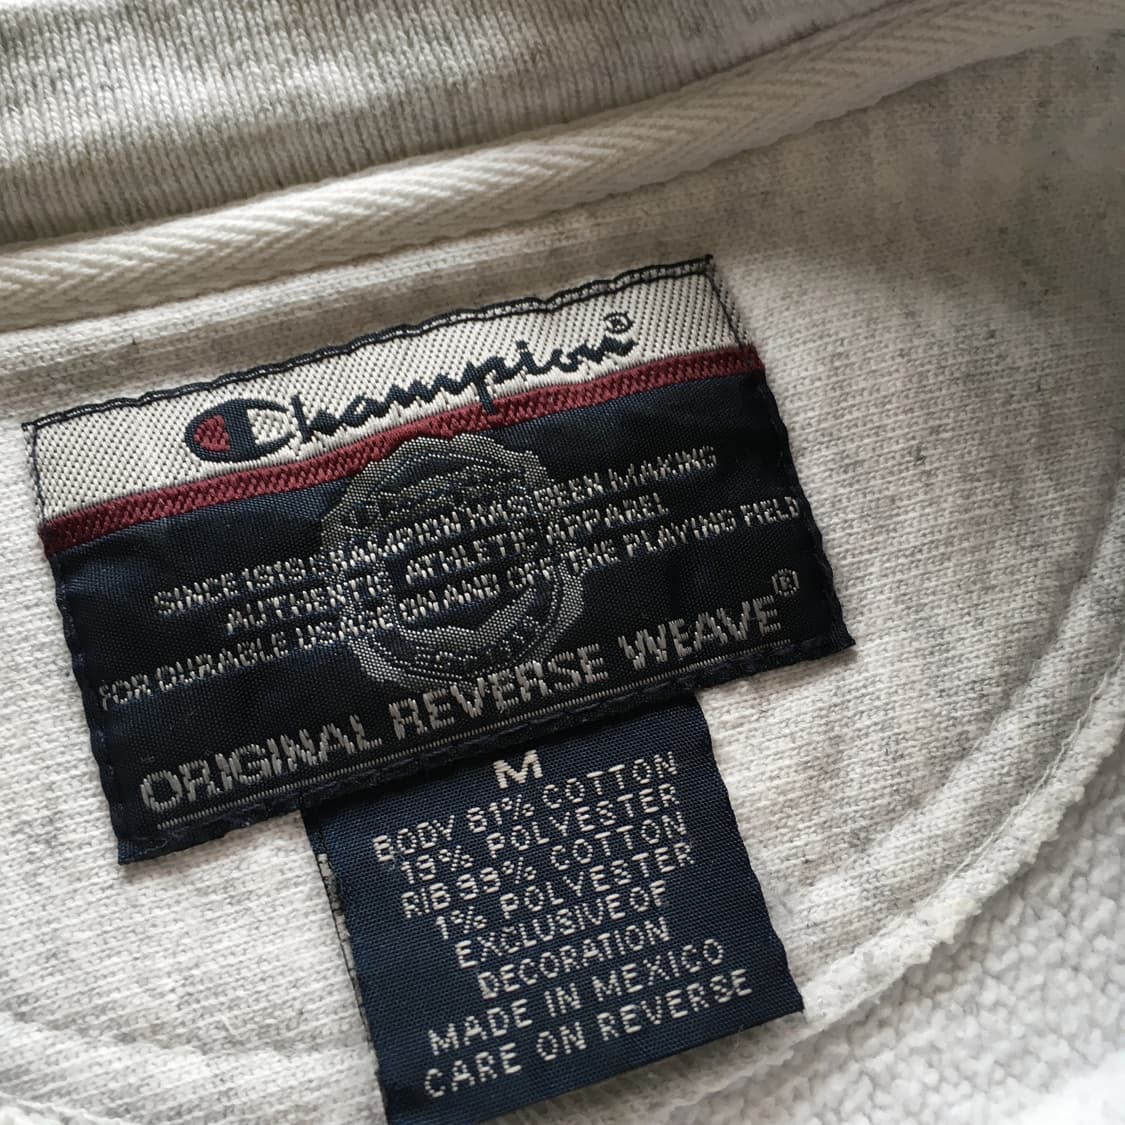 Champion®
SINCE 1919, CHAMPION HAS BEEN MAKING
AUTHENTIC ATHLETIC APPAREL
FOR DURABLE USAGE ON AND OFF THE PLAYING FIELD
ORIGINAL REVERSE WEAVE®
M
BODY 81% COTTON
19% POLYESTER
RIB 99% COTTON
1% POLYESTER
EXCLUSIVE OF
DECORATION
MADE IN MEXICO
CARE ON REVERSE